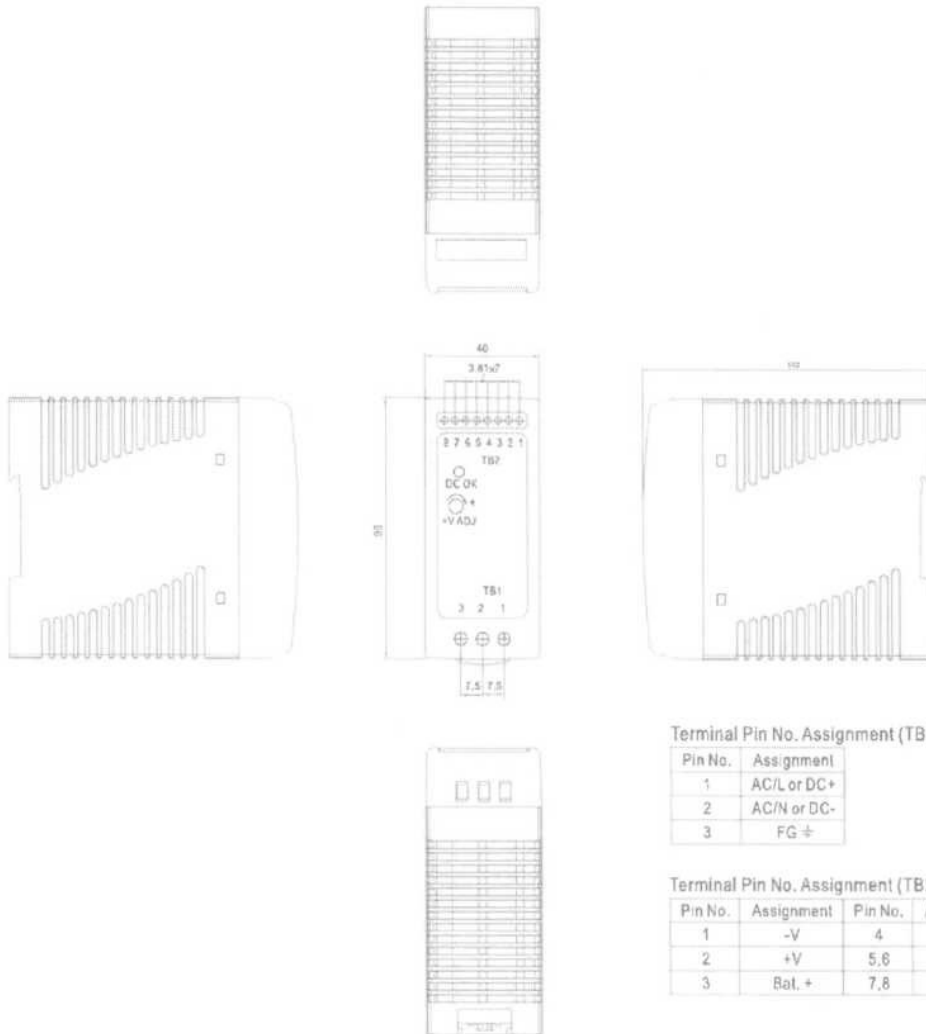 40
3.81x7
8 7 6 5 4 3 2 1
TB2
DC OK
+
+V ADJ
90
TB1
3 2 1
7.5 7.5
Terminal Pin No. Assignment (TB
Pin No. Assignment
1 AC/L or DC+
2 AC/N or DC-
3 FG ⏚
Terminal Pin No. Assignment (TB
Pin No. Assignment Pin No.
1 -V 4
2 +V 5,6
3 Bat. + 7,8